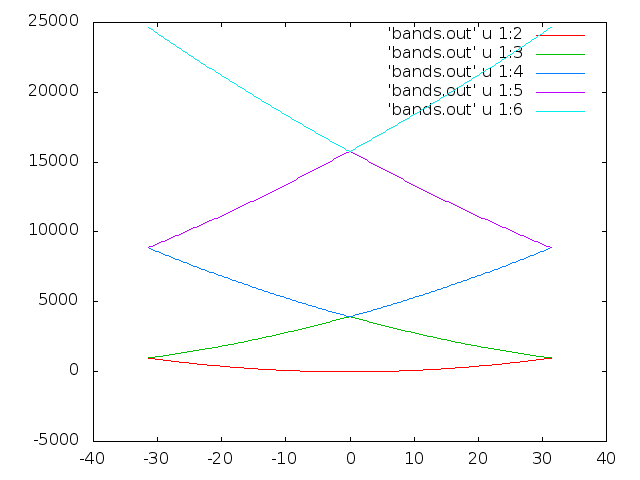 25000
20000
15000
10000
5000
0
-5000
'bands.out' u 1:2
'bands.out' u 1:3
'bands.out' u 1:4
'bands.out' u 1:5
'bands.out' u 1:6
-40 -30 -20 -10 0 10 20 30 40